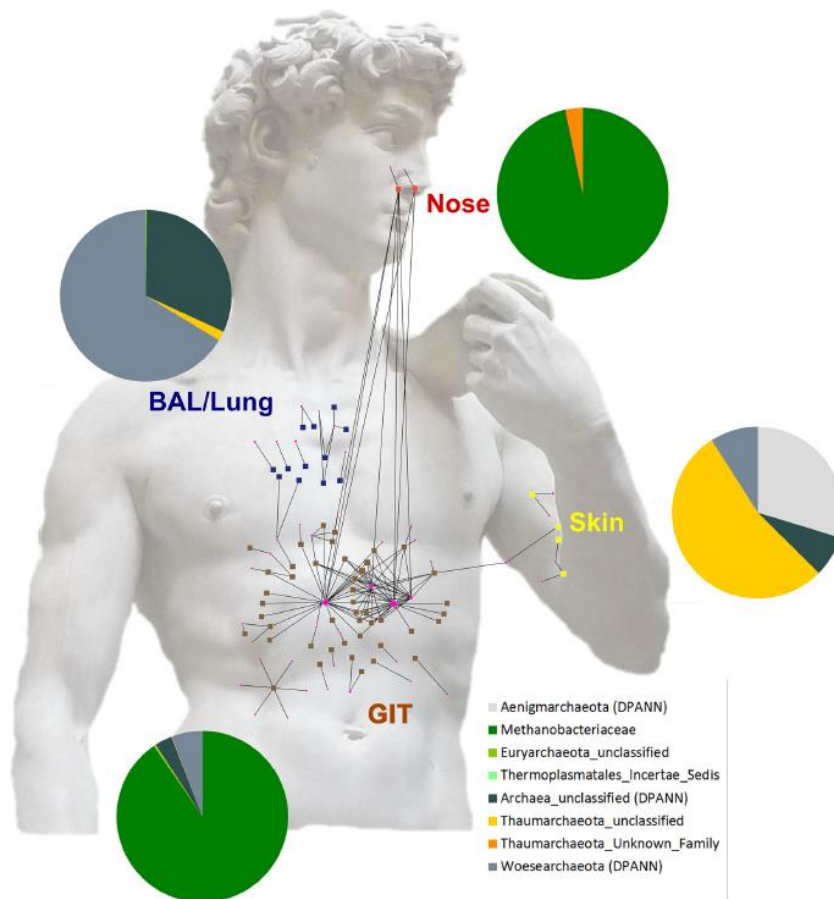 Nose
BAL/Lung
Skin
GIT
Aenigmarchaeota (DPANN)
Methanobacteriaceae
Euryarchaeota_unclassified
Thermoplasmatales_Incertae_Sedis
Archaea_unclassified (DPANN)
Thaumarchaeota_unclassified
Thaumarchaeota_Unknown_Family
Woesearchaeota (DPANN)